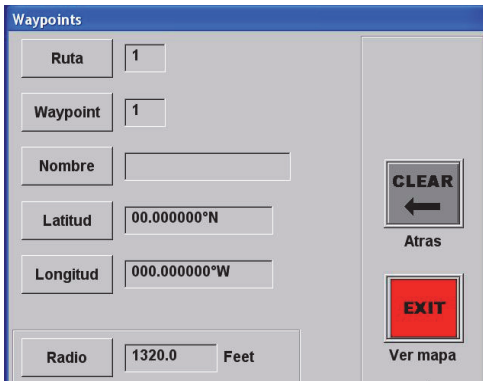 Waypoints
Ruta 1
Waypoint 1
Nombre
Latitud 00.000000°N
Longitud 000.000000°W
Radio 1320.0 Feet
CLEAR
Atras
EXIT
Ver mapa